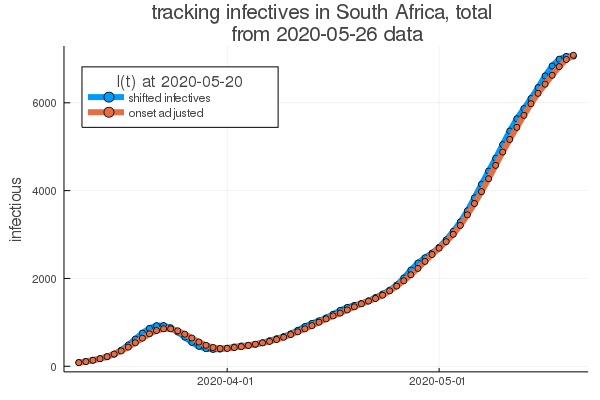 tracking infectives in South Africa, total
from 2020-05-26 data
I(t) at 2020-05-20
shifted infectives
onset adjusted
infectious
6000
4000
2000
0
2020-04-01
2020-05-01